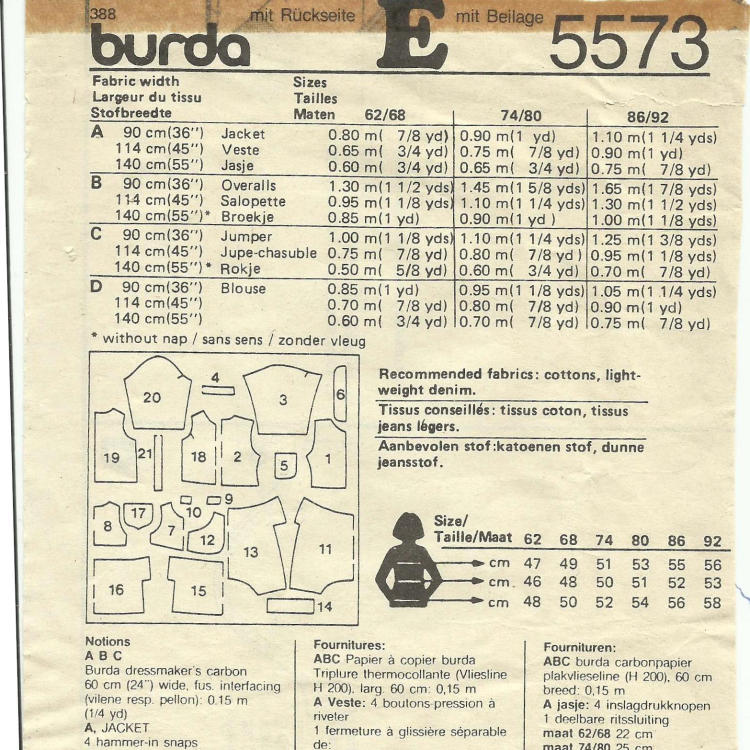 388 mit Rückseite E mit Beilage 5573
burda
Fabric width Sizes
Largeur du tissu Tailles
Stofbreedte Maten 62/68 74/80 86/92
A 90 cm(36'') Jacket 0.80 m( 7/8 yd) 0.90 m(1 yd) 1.10 m(1 1/4 yds)
114 cm(45'') Veste 0.65 m( 3/4 yd) 0.75 m( 7/8 yd) 0.90 m(1 yd)
140 cm(55'') Jasje 0.60 m( 3/4 yd) 0.65 m( 3/4 yd) 0.75 m( 7/8 yd)
B 90 cm(36'') Overalls 1.30 m(1 1/2 yds) 1.45 m(1 5/8 yds) 1.65 m(1 7/8 yds)
114 cm(45'') Salopette 0.95 m(1 1/8 yds) 1.10 m(1 1/4 yds) 1.30 m(1 1/2 yds)
140 cm(55'')* Broekje 0.85 m(1 yd) 0.90 m(1 yd ) 1.00 m(1 1/8 yds)
C 90 cm(36'') Jumper 1.00 m(1 1/8 yds) 1.10 m(1 1/4 yds) 1.25 m(1 3/8 yds)
114 cm(45'') Jupe-chasuble 0.75 m( 7/8 yd) 0.80 m( 7/8 yd ) 0.95 m(1 1/8 yds)
140 cm(55'')* Rokje 0.50 m( 5/8 yd) 0.60 m( 3/4 yd) 0.70 m( 7/8 yd)
D 90 cm(36'') Blouse 0.85 m(1 yd) 0.95 m(1 1/8 yds) 1.05 m(1 1/4 yds)
114 cm(45'') 0.70 m( 7/8 yd) 0.80 m( 7/8 yd) 0.90 m(1 yd)
140 cm(55'') 0.60 m( 3/4 yd) 0.70 m( 7/8 yd) 0.75 m( 7/8 yd)
* without nap / sans sens / zonder vleug
20 4 3 6
19 21 18 2 5 1
8 17 7 10 9 12 13 11
16 15 14
Recommended fabrics: cottons, light-
weight denim.
Tissus conseillés: tissus coton, tissus
jeans légers.
Aanbevolen stof:katoenen stof, dunne
jeansstof.
Size/
Taille/Maat 62 68 74 80 86 92
cm 47 49 51 53 55 56
cm. 46 48 50 51 52 53
cm 48 50 52 54 56 58
Notions
A B C
Burda dressmaker's carbon
60 cm (24") wide, fus. interfacing
(vilene resp. pellon): 0.15 m
(1/4 yd)
A, JACKET
4 hammer-in snaps
Fournitures:
ABC Papier à copier burda
Triplure thermocollante (Vliesline
H 200), larg. 60 cm: 0,15 m
A Veste: 4 boutons-pression à
riveter
1 fermeture à glissière séparable
de:
Fournituren:
ABC burda carbonpapier
plakvlieseline (H 200), 60 cm
breed: 0,15 m
A jasje: 4 inslagdrukknopen
1 deelbare ritssluiting
maat 62/68 22 cm
maat 74/80 25 cm